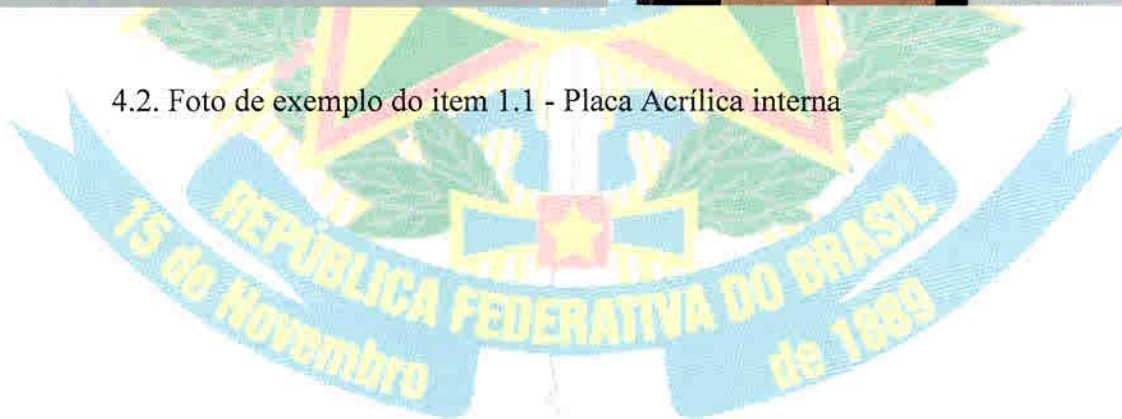 4.2. Foto de exemplo do item 1.1 - Placa Acrílica interna
REPÚBLICA FEDERATIVA DO BRASIL
15 de Novembro
de 1889